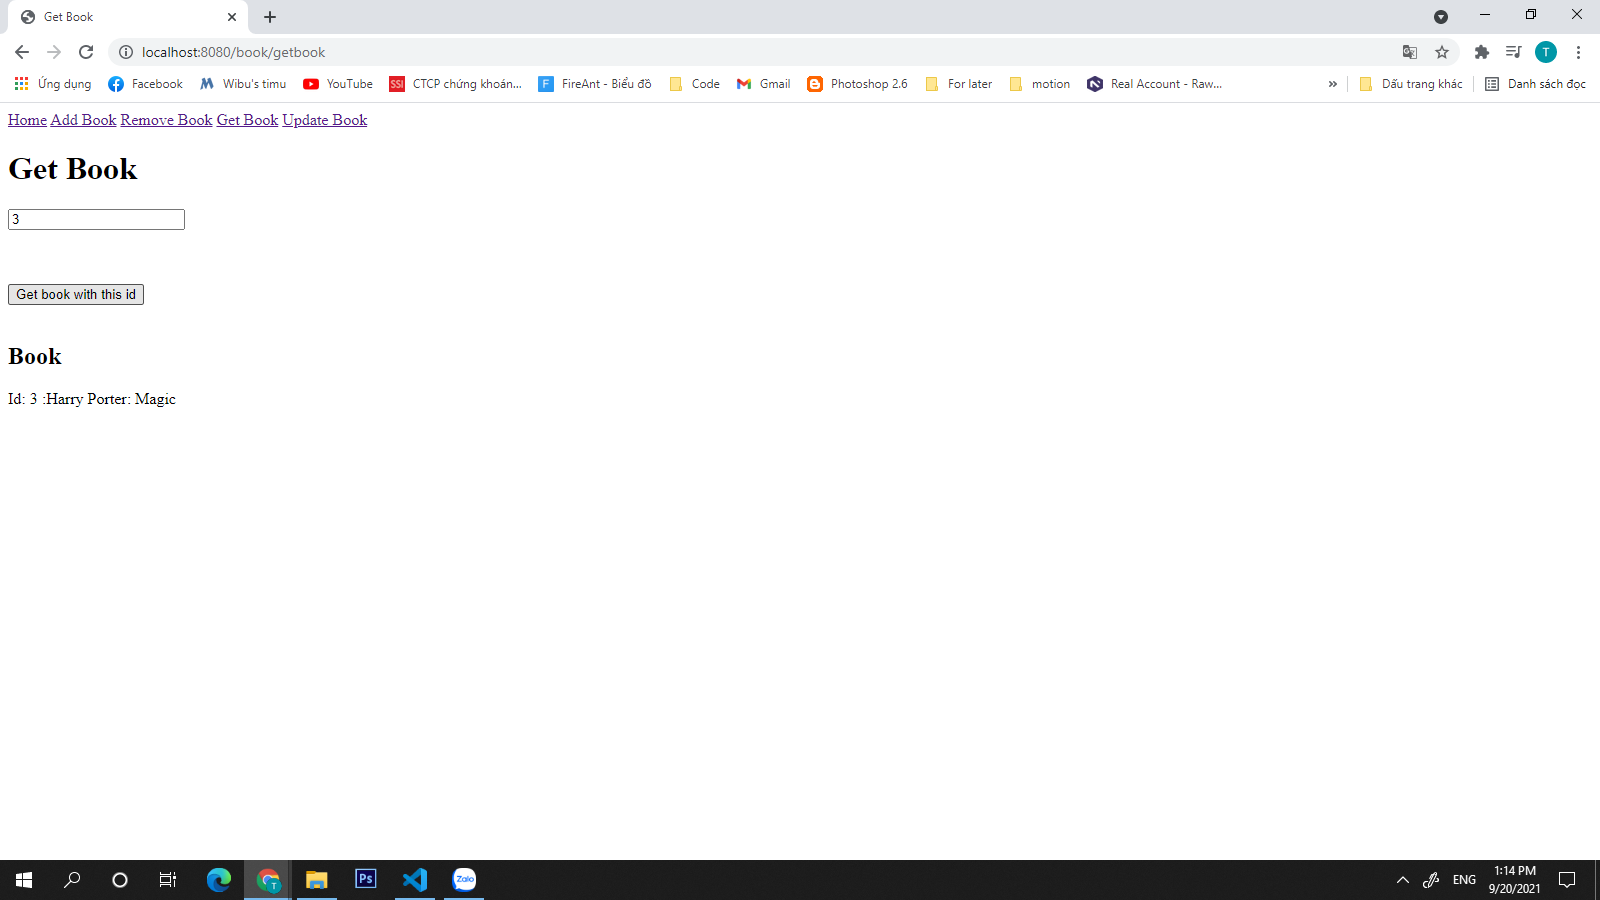 Get Book
localhost:8080/book/getbook
T
Ứng dụng Facebook Wibu's timu YouTube SSI CTCP chứng khoán... F FireAnt - Biểu đồ Code Gmail Photoshop 2.6 For later motion Real Account - Raw... » Dấu trang khác Danh sách đọc
Home Add Book Remove Book Get Book Update Book
Get Book
3
Get book with this id
Book
Id: 3 :Harry Porter: Magic
T Ps Zalo ENG 1:14 PM
9/20/2021